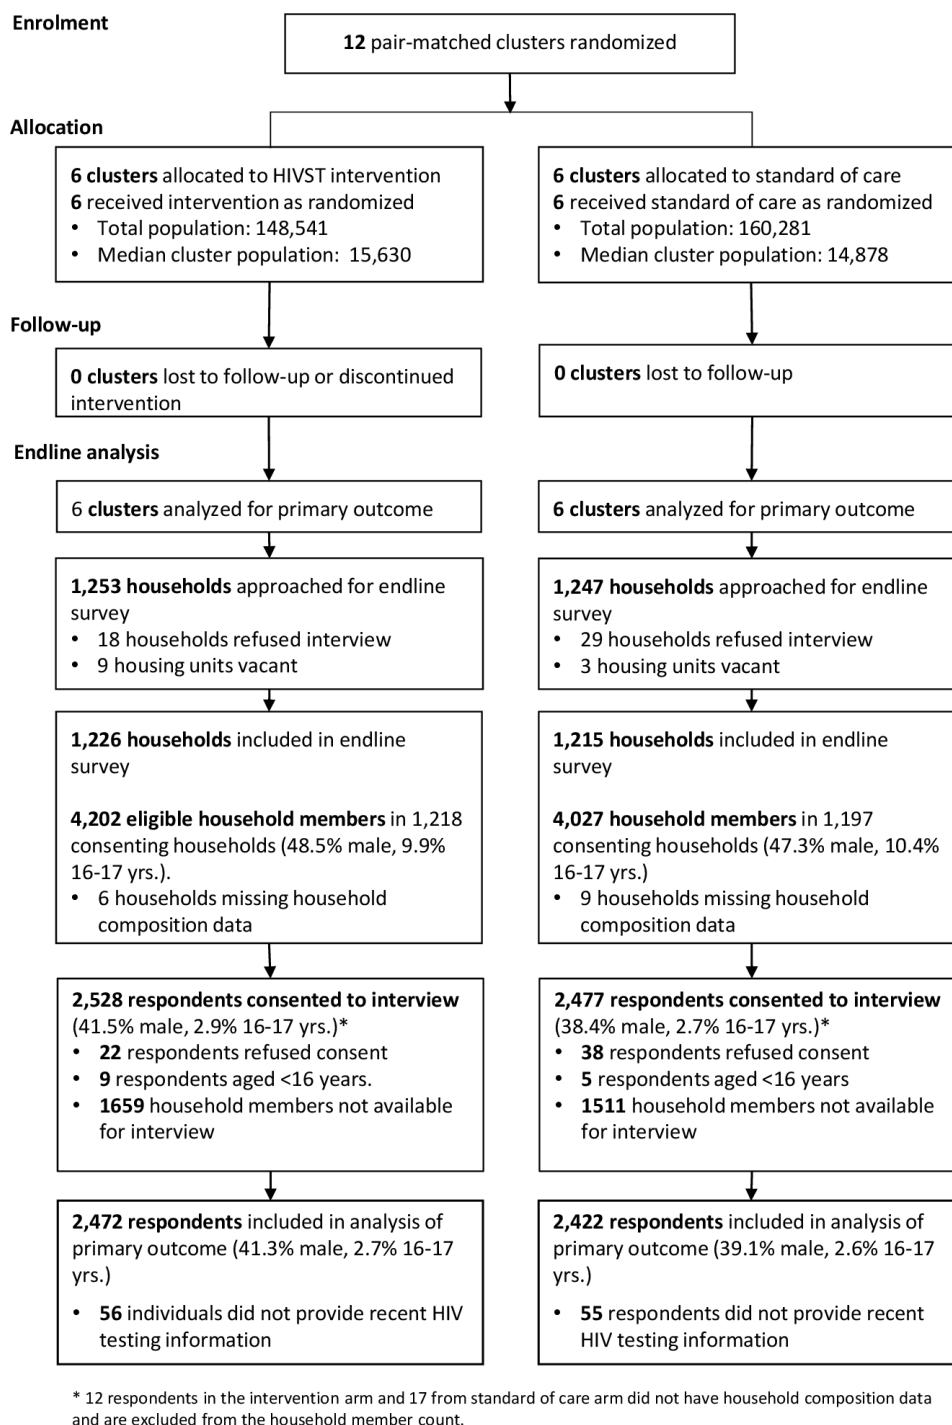 Enrolment
12 pair-matched clusters randomized
Allocation
6 clusters allocated to HIVST intervention
6 received intervention as randomized
• Total population: 148,541
• Median cluster population: 15,630
6 clusters allocated to standard of care
6 received standard of care as randomized
• Total population: 160,281
• Median cluster population: 14,878
Follow-up
0 clusters lost to follow-up or discontinued
intervention
0 clusters lost to follow-up
Endline analysis
6 clusters analyzed for primary outcome
6 clusters analyzed for primary outcome
1,253 households approached for endline
survey
• 18 households refused interview
• 9 housing units vacant
1,247 households approached for endline
survey
• 29 households refused interview
• 3 housing units vacant
1,226 households included in endline
survey
4,202 eligible household members in 1,218
consenting households (48.5% male, 9.9%
16-17 yrs.).
• 6 households missing household
composition data
1,215 households included in endline
survey
4,027 household members in 1,197
consenting households (47.3% male, 10.4%
16-17 yrs.)
• 9 households missing household
composition data
2,528 respondents consented to interview
(41.5% male, 2.9% 16-17 yrs.)*
• 22 respondents refused consent
• 9 respondents aged <16 years.
• 1659 household members not available
for interview
2,477 respondents consented to interview
(38.4% male, 2.7% 16-17 yrs.)*
• 38 respondents refused consent
• 5 respondents aged <16 years
• 1511 household members not available
for interview
2,472 respondents included in analysis of
primary outcome (41.3% male, 2.7% 16-17
yrs.)
• 56 individuals did not provide recent HIV
testing information
2,422 respondents included in analysis of
primary outcome (39.1% male, 2.6% 16-17
yrs.)
• 55 respondents did not provide recent
HIV testing information
* 12 respondents in the intervention arm and 17 from standard of care arm did not have household composition data
and are excluded from the household member count.